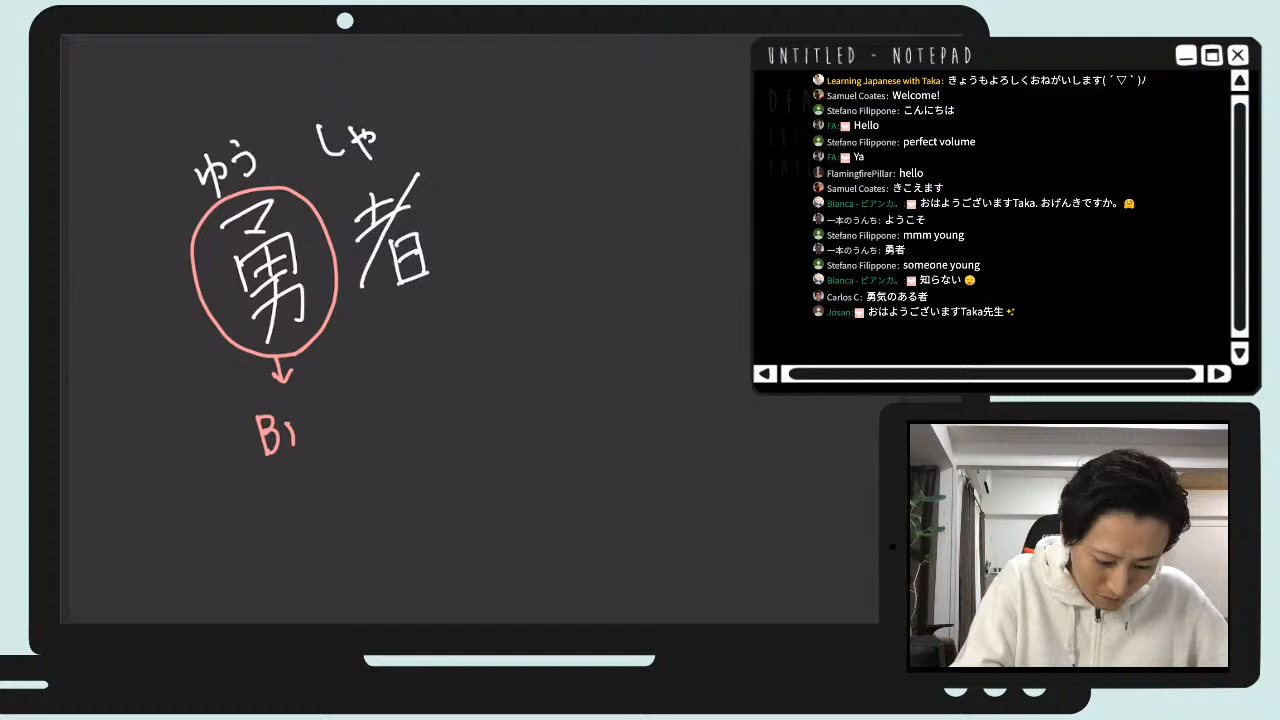 ゆう しゃ
勇者
Br
UNTITLED - NOTEPAD
Learning Japanese with Taka: きょうもよろしくおねがいします( ´ ▽ ` )ﾉ
Samuel Coates: Welcome!
Stefano Filippone: こんにちは
FA: Hello
Stefano Filippone: perfect volume
FA: Ya
FlamingfirePillar: hello
Samuel Coates: きこえます
Bianca - ビアンカ。: おはようございますTaka. おげんきですか。🤗
一本のうんち: ようこそ
Stefano Filippone: mmm young
一本のうんち: 勇者
Stefano Filippone: someone young
Bianca - ビアンカ。: 知らない 🙂
Carlos C: 勇気のある者
Josan: おはようございますTaka先生✨